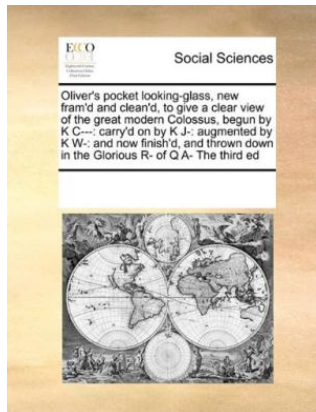 ECCO
Social Sciences
Oliver's pocket looking-glass, new
fram'd and clean'd, to give a clear view
of the great modern Colossus, begun by
K C---: carry'd on by K J-: augmented by
K W-: and now finish'd, and thrown down
in the Glorious R- of Q A- The third ed